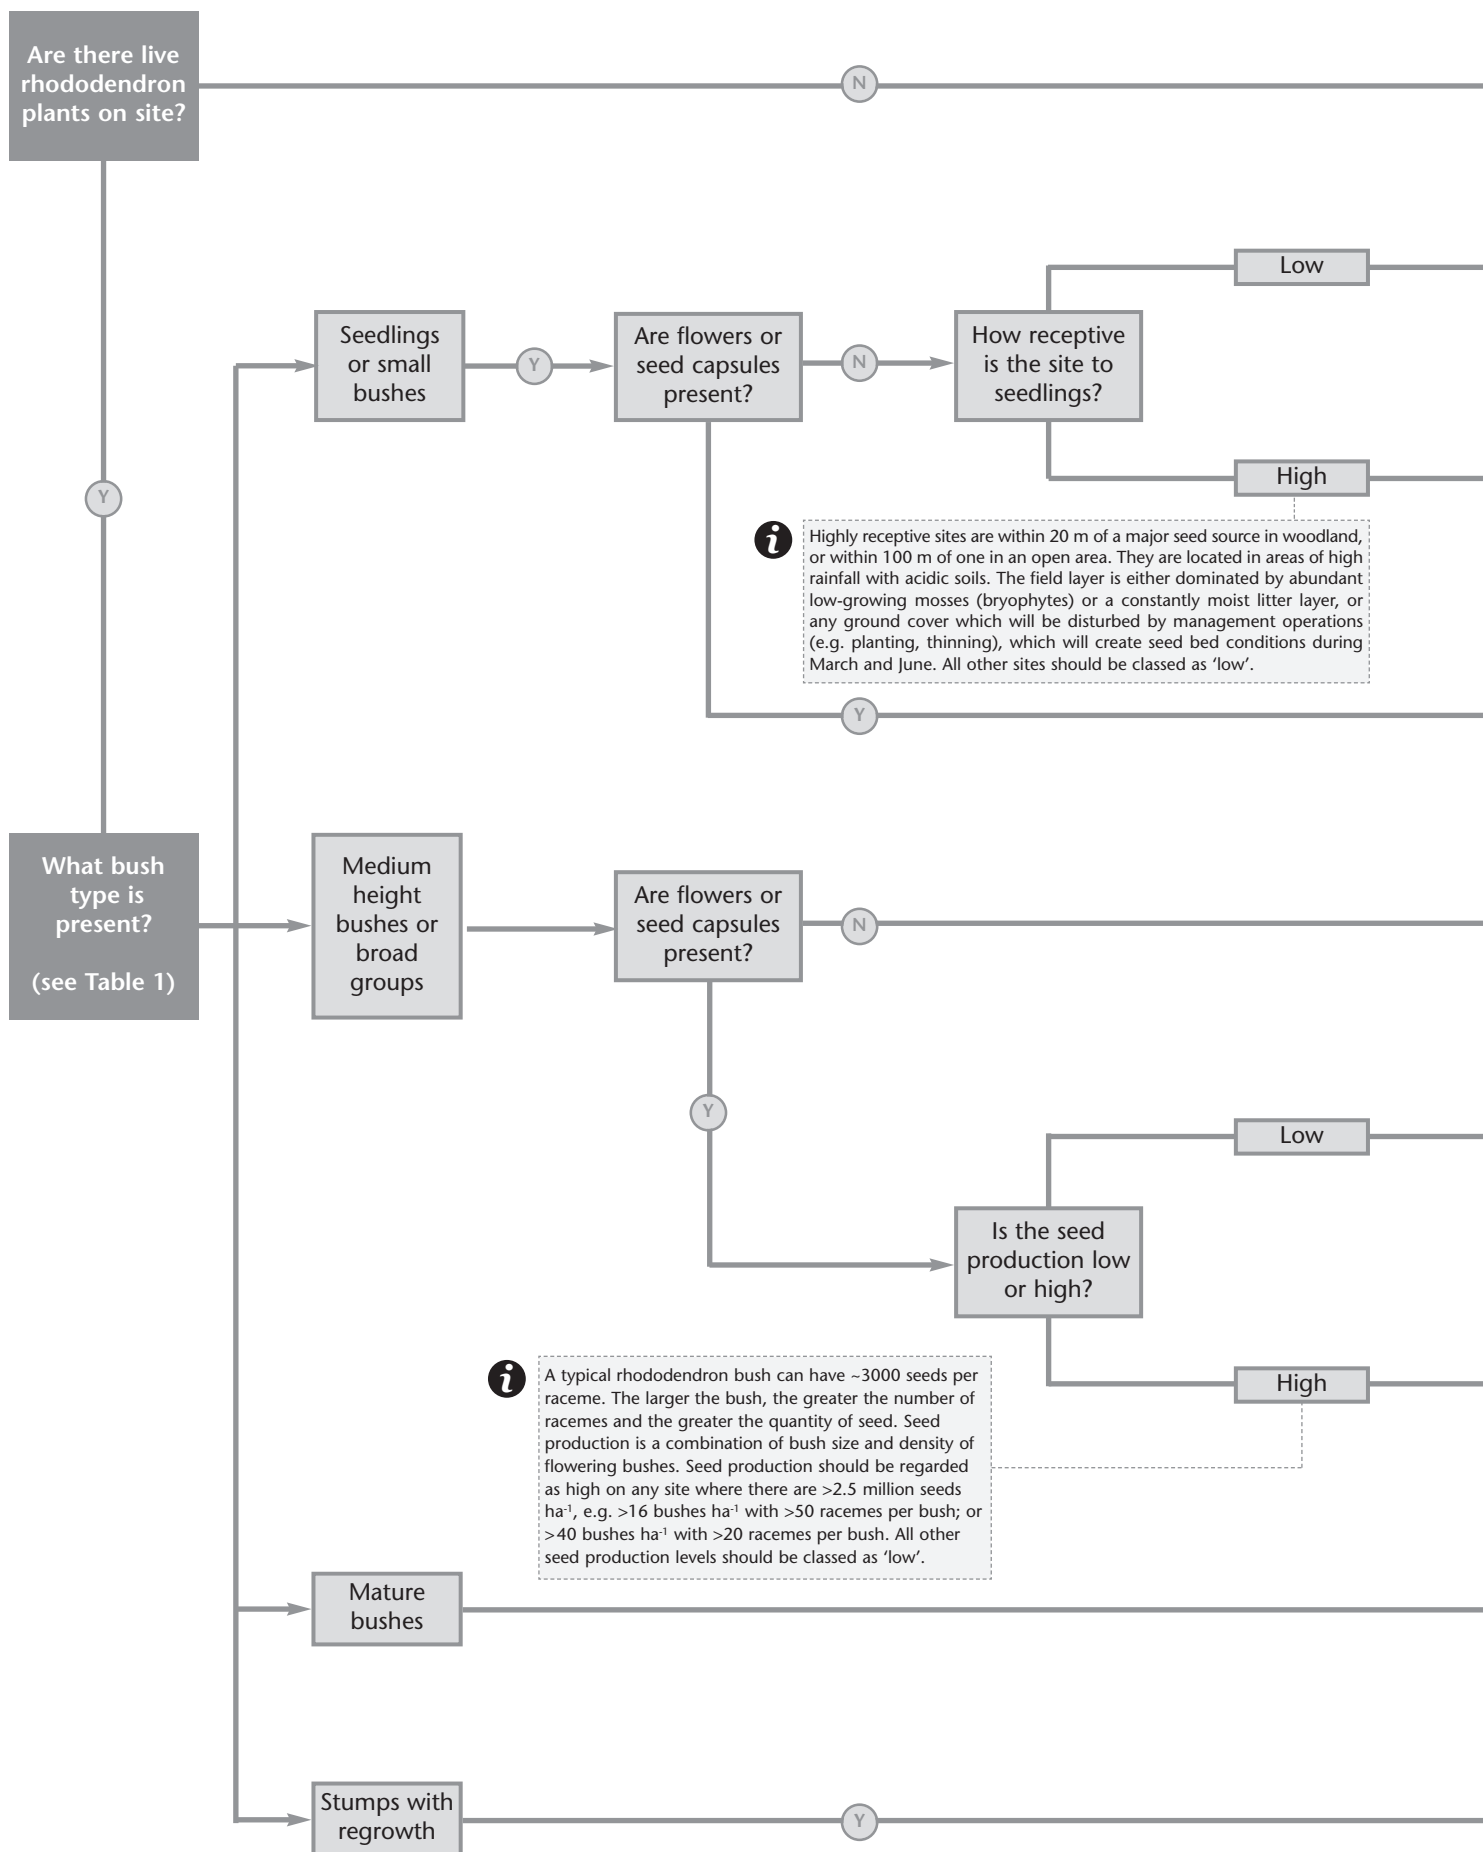 Are there live
rhododendron
plants on site?
N
Low
Seedlings
or small
bushes
Y
Are flowers or
seed capsules
present?
N
How receptive
is the site to
seedlings?
High
Y
i
Highly receptive sites are within 20 m of a major seed source in woodland,
or within 100 m of one in an open area. They are located in areas of high
rainfall with acidic soils. The field layer is either dominated by abundant
low-growing mosses (bryophytes) or a constantly moist litter layer, or
any ground cover which will be disturbed by management operations
(e.g. planting, thinning), which will create seed bed conditions during
March and June. All other sites should be classed as ‘low’.
Y
What bush
type is
present?
(see Table 1)
Medium
height
bushes or
broad
groups
Are flowers or
seed capsules
present?
N
Y
Low
Is the seed
production low
or high?
High
i
A typical rhododendron bush can have ~3000 seeds per
raceme. The larger the bush, the greater the number of
racemes and the greater the quantity of seed. Seed
production is a combination of bush size and density of
flowering bushes. Seed production should be regarded
as high on any site where there are >2.5 million seeds
ha⁻¹, e.g. >16 bushes ha⁻¹ with >50 racemes per bush; or
>40 bushes ha⁻¹ with >20 racemes per bush. All other
seed production levels should be classed as ‘low’.
Mature
bushes
Stumps with
regrowth
Y